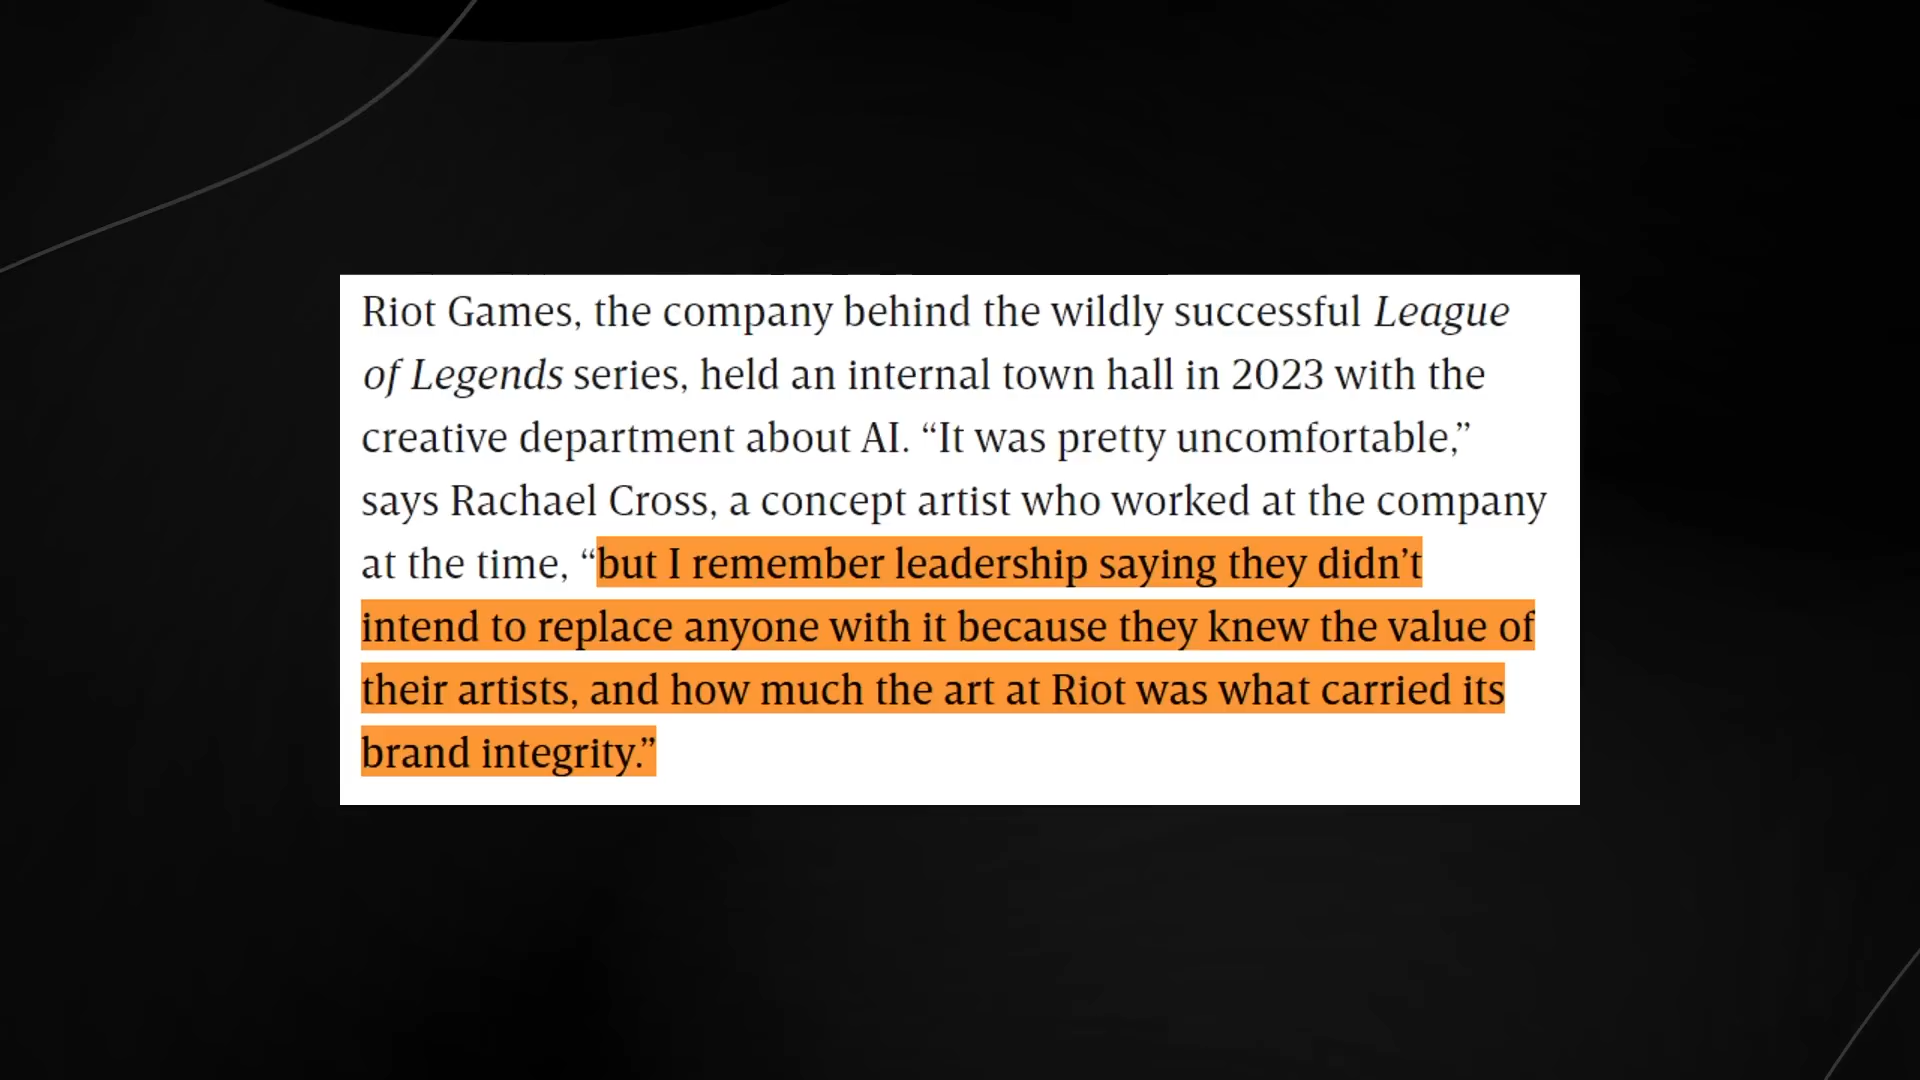 Riot Games, the company behind the wildly successful League
of Legends series, held an internal town hall in 2023 with the
creative department about AI. “It was pretty uncomfortable,”
says Rachael Cross, a concept artist who worked at the company
at the time, “but I remember leadership saying they didn’t
intend to replace anyone with it because they knew the value of
their artists, and how much the art at Riot was what carried its
brand integrity.”